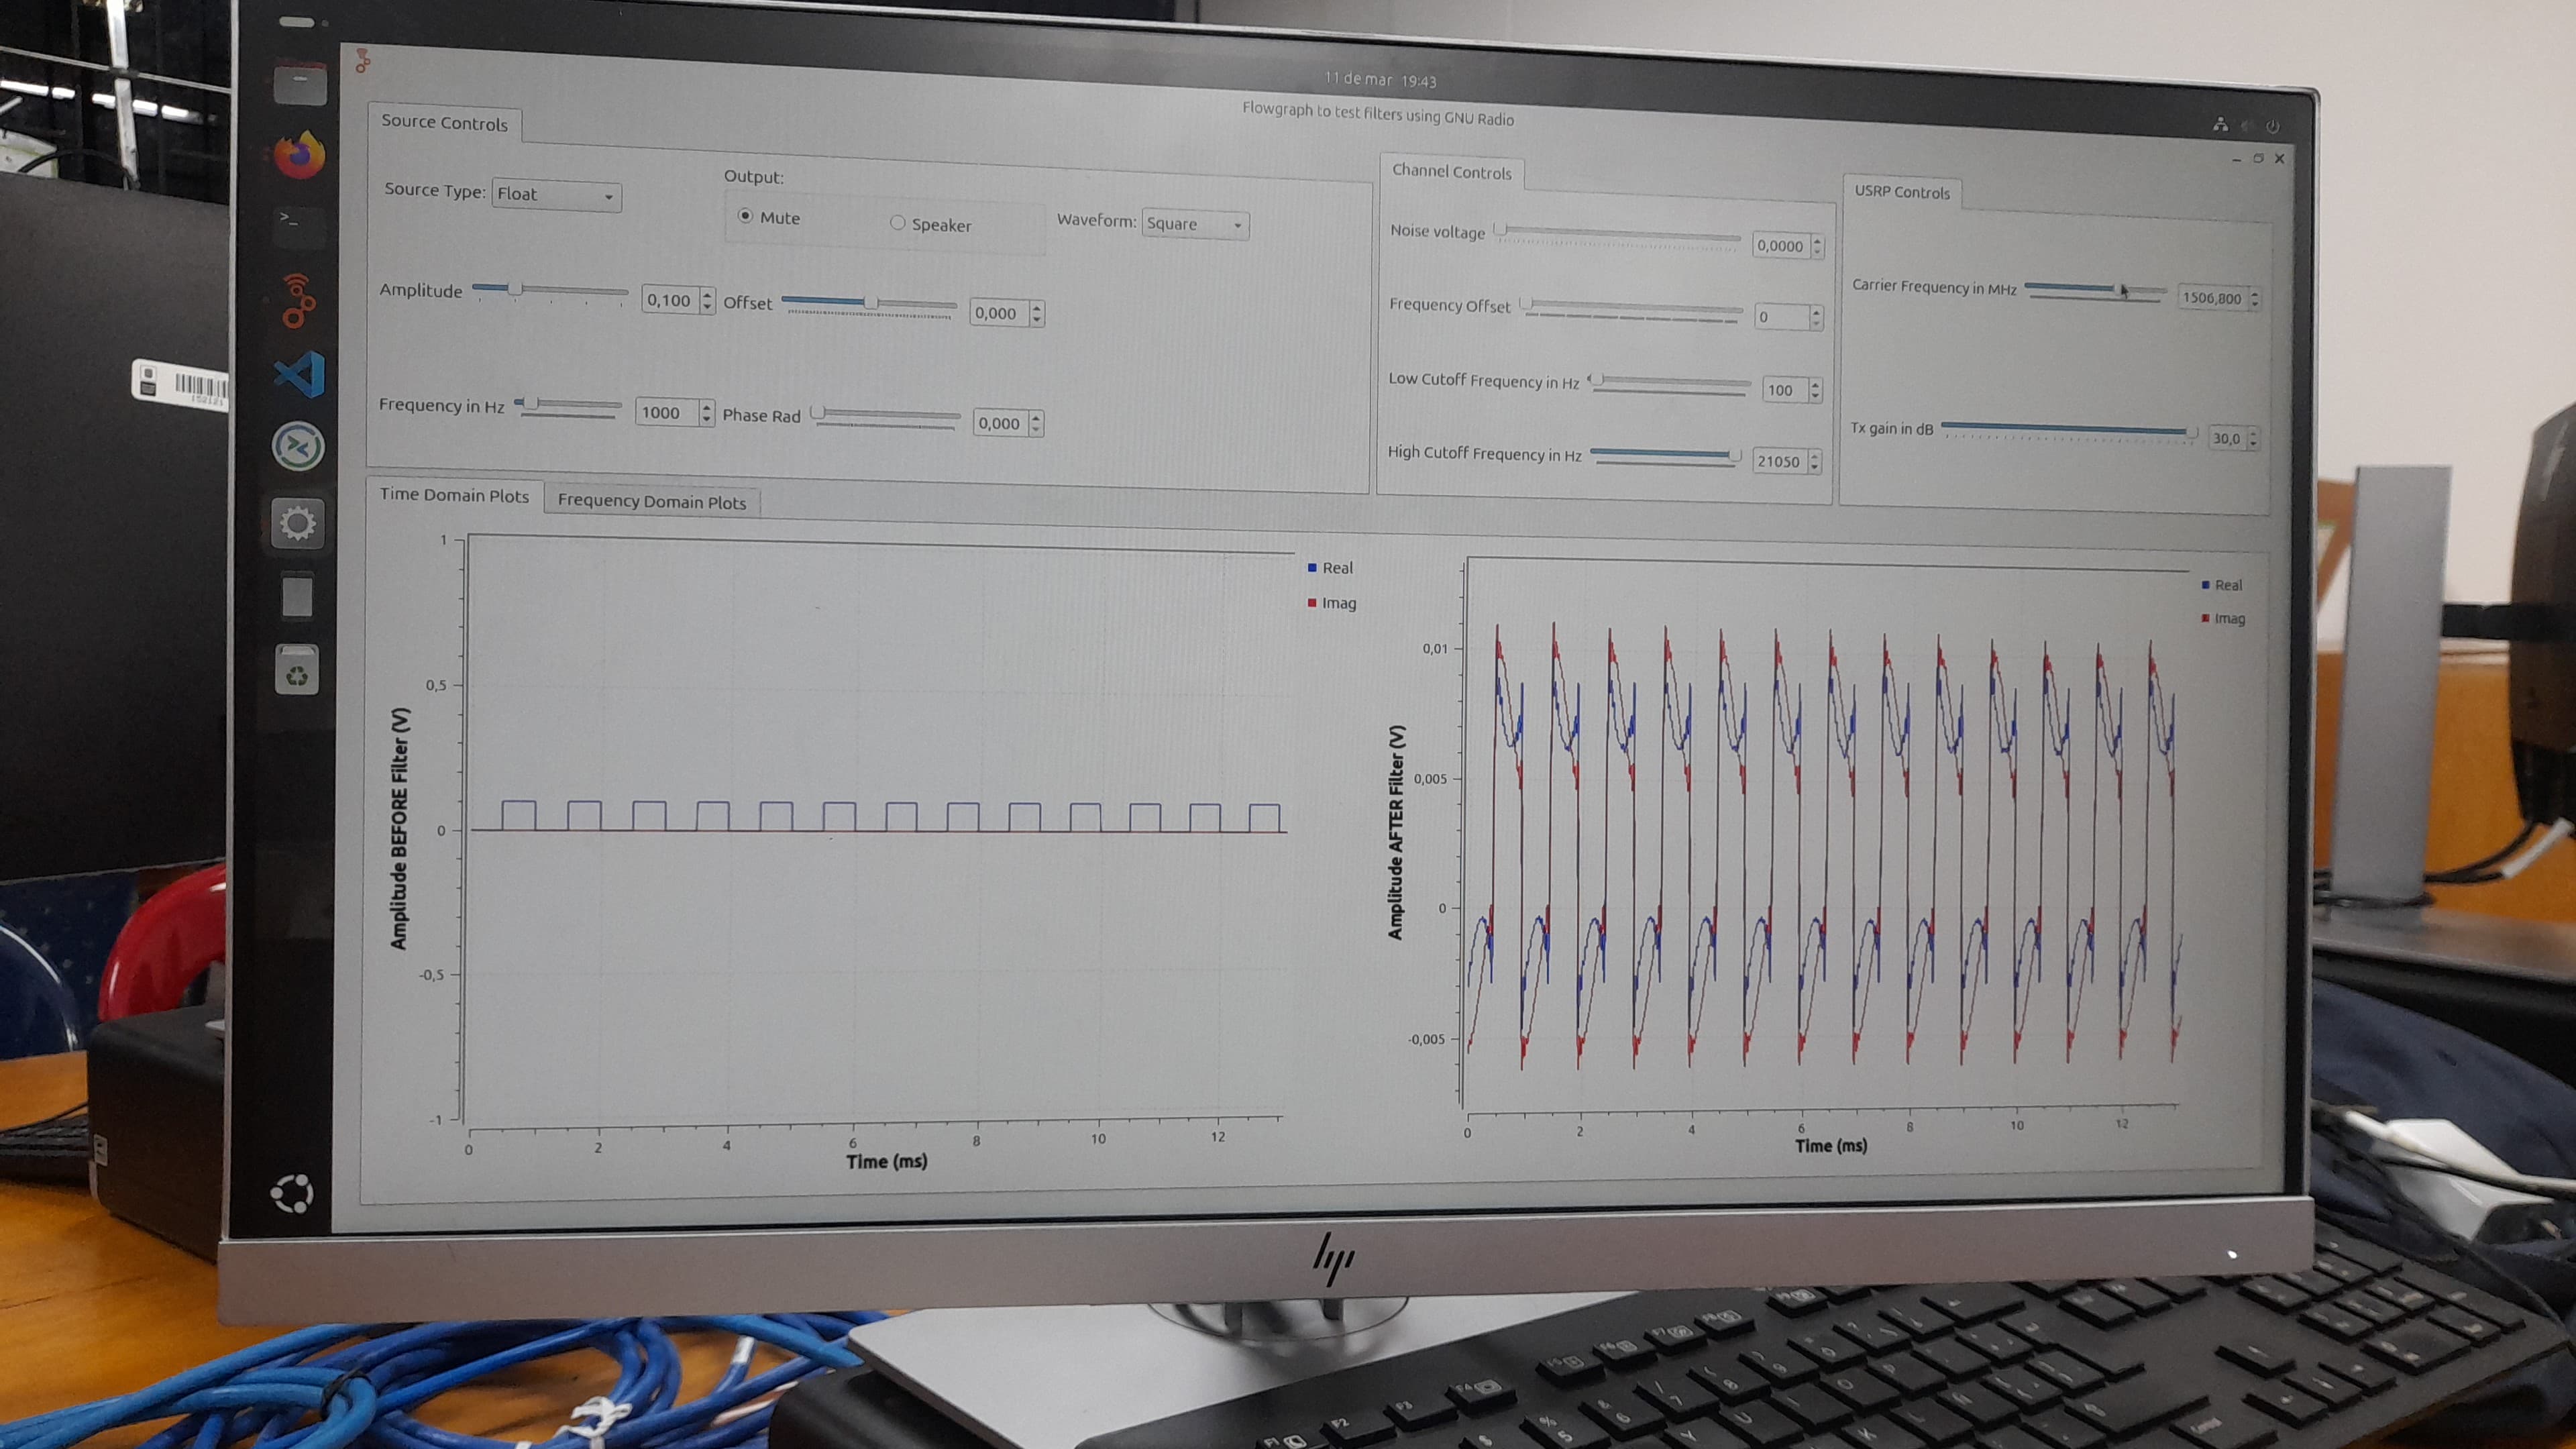 11 de mar 19:43
Flowgraph to test filters using GNU Radio
Source Controls
Source Type: Float
Output:
Mute
Speaker
Waveform: Square
Amplitude 0,100
Offset 0,000
Frequency in Hz 1000
Phase Rad 0,000
Channel Controls
Noise voltage 0,0000
Frequency Offset 0
Low Cutoff Frequency in Hz 100
High Cutoff Frequency in Hz 21050
USRP Controls
Carrier Frequency in MHz 1506,800
Tx gain in dB 30,0
Time Domain Plots
Frequency Domain Plots
Amplitude BEFORE Filter (V)
1
0,5
0
-0,5
-1
0 2 4 6 8 10 12
Time (ms)
Real
Imag
Amplitude AFTER Filter (V)
0,01
0,005
0
-0,005
0 2 4 6 8 10 12
Time (ms)
Real
Imag
hp
F2
F3
F4